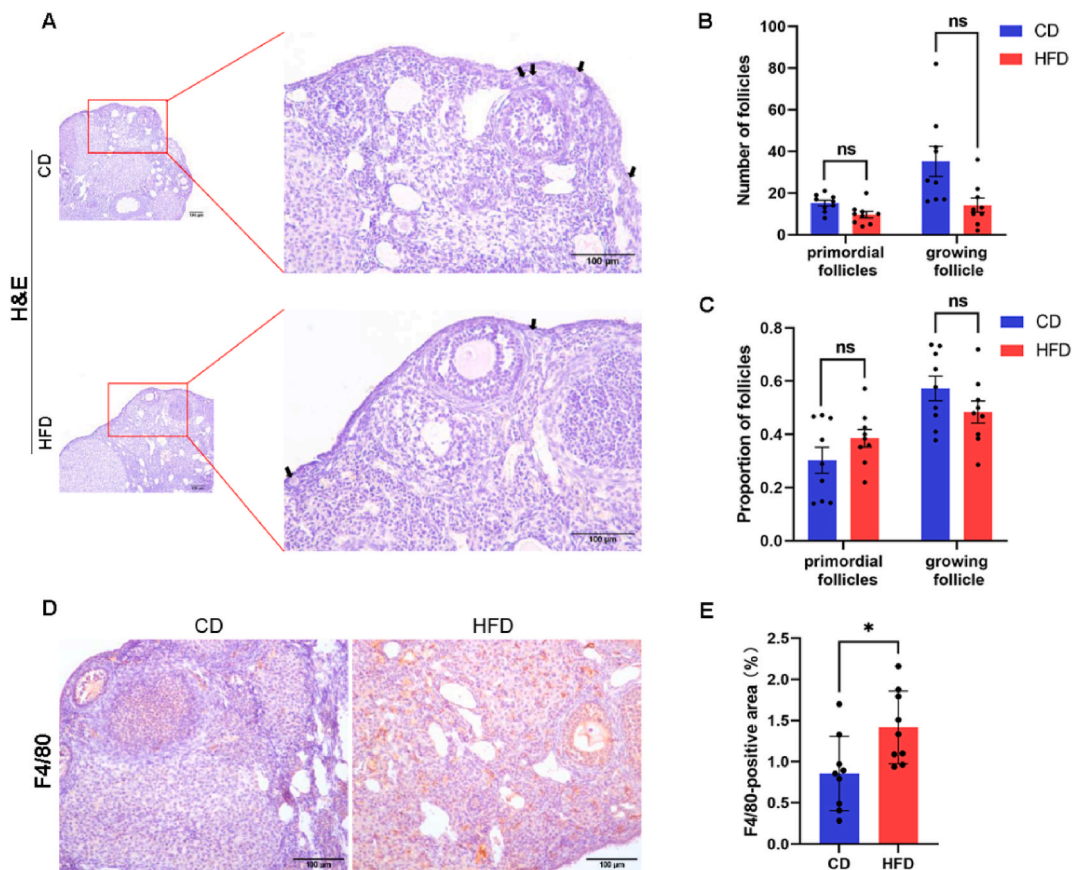 A
H&E
CD
100 μm
HFD
100 μm
B
Number of follicles
100
80
60
40
20
0
ns
ns
CD
HFD
primordial follicles
growing follicle
C
Proportion of follicles
0.8
0.6
0.4
0.2
0.0
ns
ns
CD
HFD
primordial follicles
growing follicle
D
CD
HFD
F4/80
100 μm
100 μm
E
F4/80-positive area (%)
2.5
2.0
1.5
1.0
0.5
0.0
*
CD
HFD